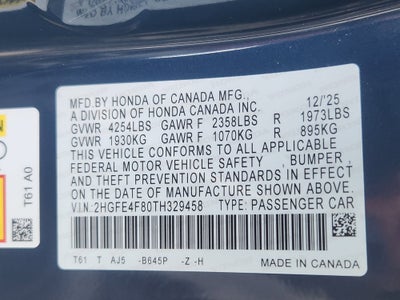 MFD. BY HONDA OF CANADA MFG.,
A DIVISION OF HONDA CANADA INC. 12/'25
GVWR 4254LBS GAWR F 2358LBS R 1973LBS
GVWR 1930KG GAWR F 1070KG R 895KG
THIS VEHICLE CONFORMS TO ALL APPLICABLE
FEDERAL MOTOR VEHICLE SAFETY , BUMPER ,
AND THEFT PREVENTION STANDARDS IN EFFECT
ON THE DATE OF MANUFACTURE SHOWN ABOVE.
V.I.N. 2HGFE4F80TH329458 TYPE: PASSENGER CAR
T61 T AJ5 -B645P -Z -H MADE IN CANADA
T61 A0